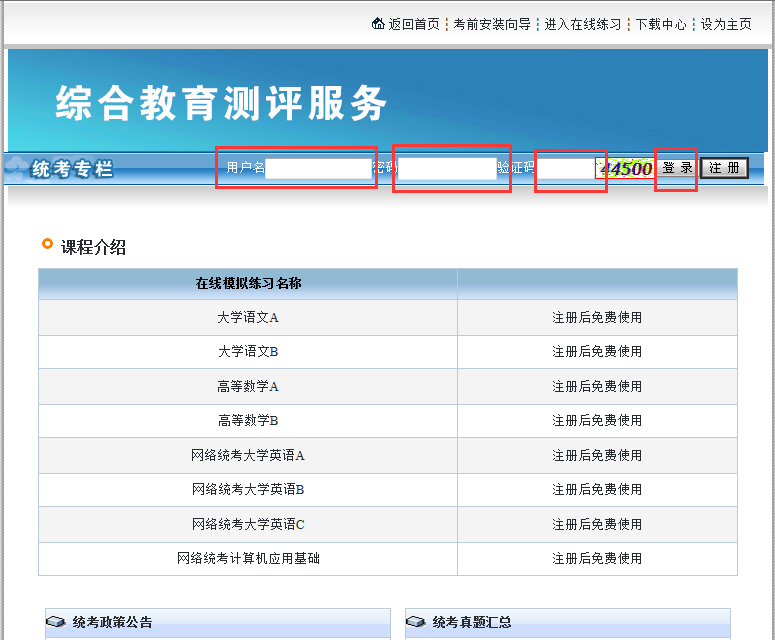 返回首页 考前安装向导 进入在线练习 下载中心 设为主页
综合教育测评服务
统考专栏 用户名 密码 验证码 44500 登 录 注 册
课程介绍
在线模拟练习名称
大学语文A 注册后免费使用
大学语文B 注册后免费使用
高等数学A 注册后免费使用
高等数学B 注册后免费使用
网络统考大学英语A 注册后免费使用
网络统考大学英语B 注册后免费使用
网络统考大学英语C 注册后免费使用
网络统考计算机应用基础 注册后免费使用
统考政策公告 统考真题汇总